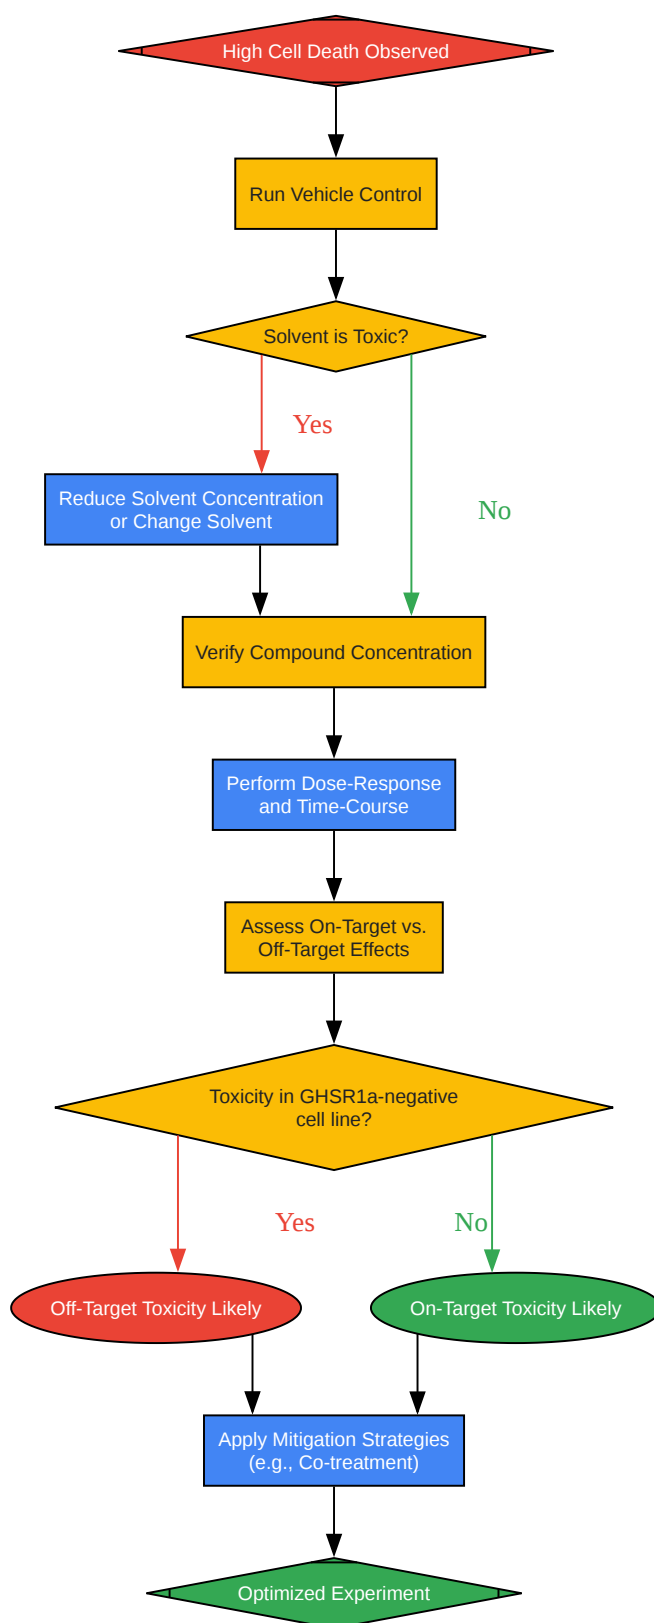 High Cell Death Observed
Run Vehicle Control
Solvent is Toxic?
Yes
Reduce Solvent Concentration
or Change Solvent
No
Verify Compound Concentration
Perform Dose-Response
and Time-Course
Assess On-Target vs.
Off-Target Effects
Toxicity in GHSR1a-negative
cell line?
Yes
No
Off-Target Toxicity Likely
On-Target Toxicity Likely
Apply Mitigation Strategies
(e.g., Co-treatment)
Optimized Experiment